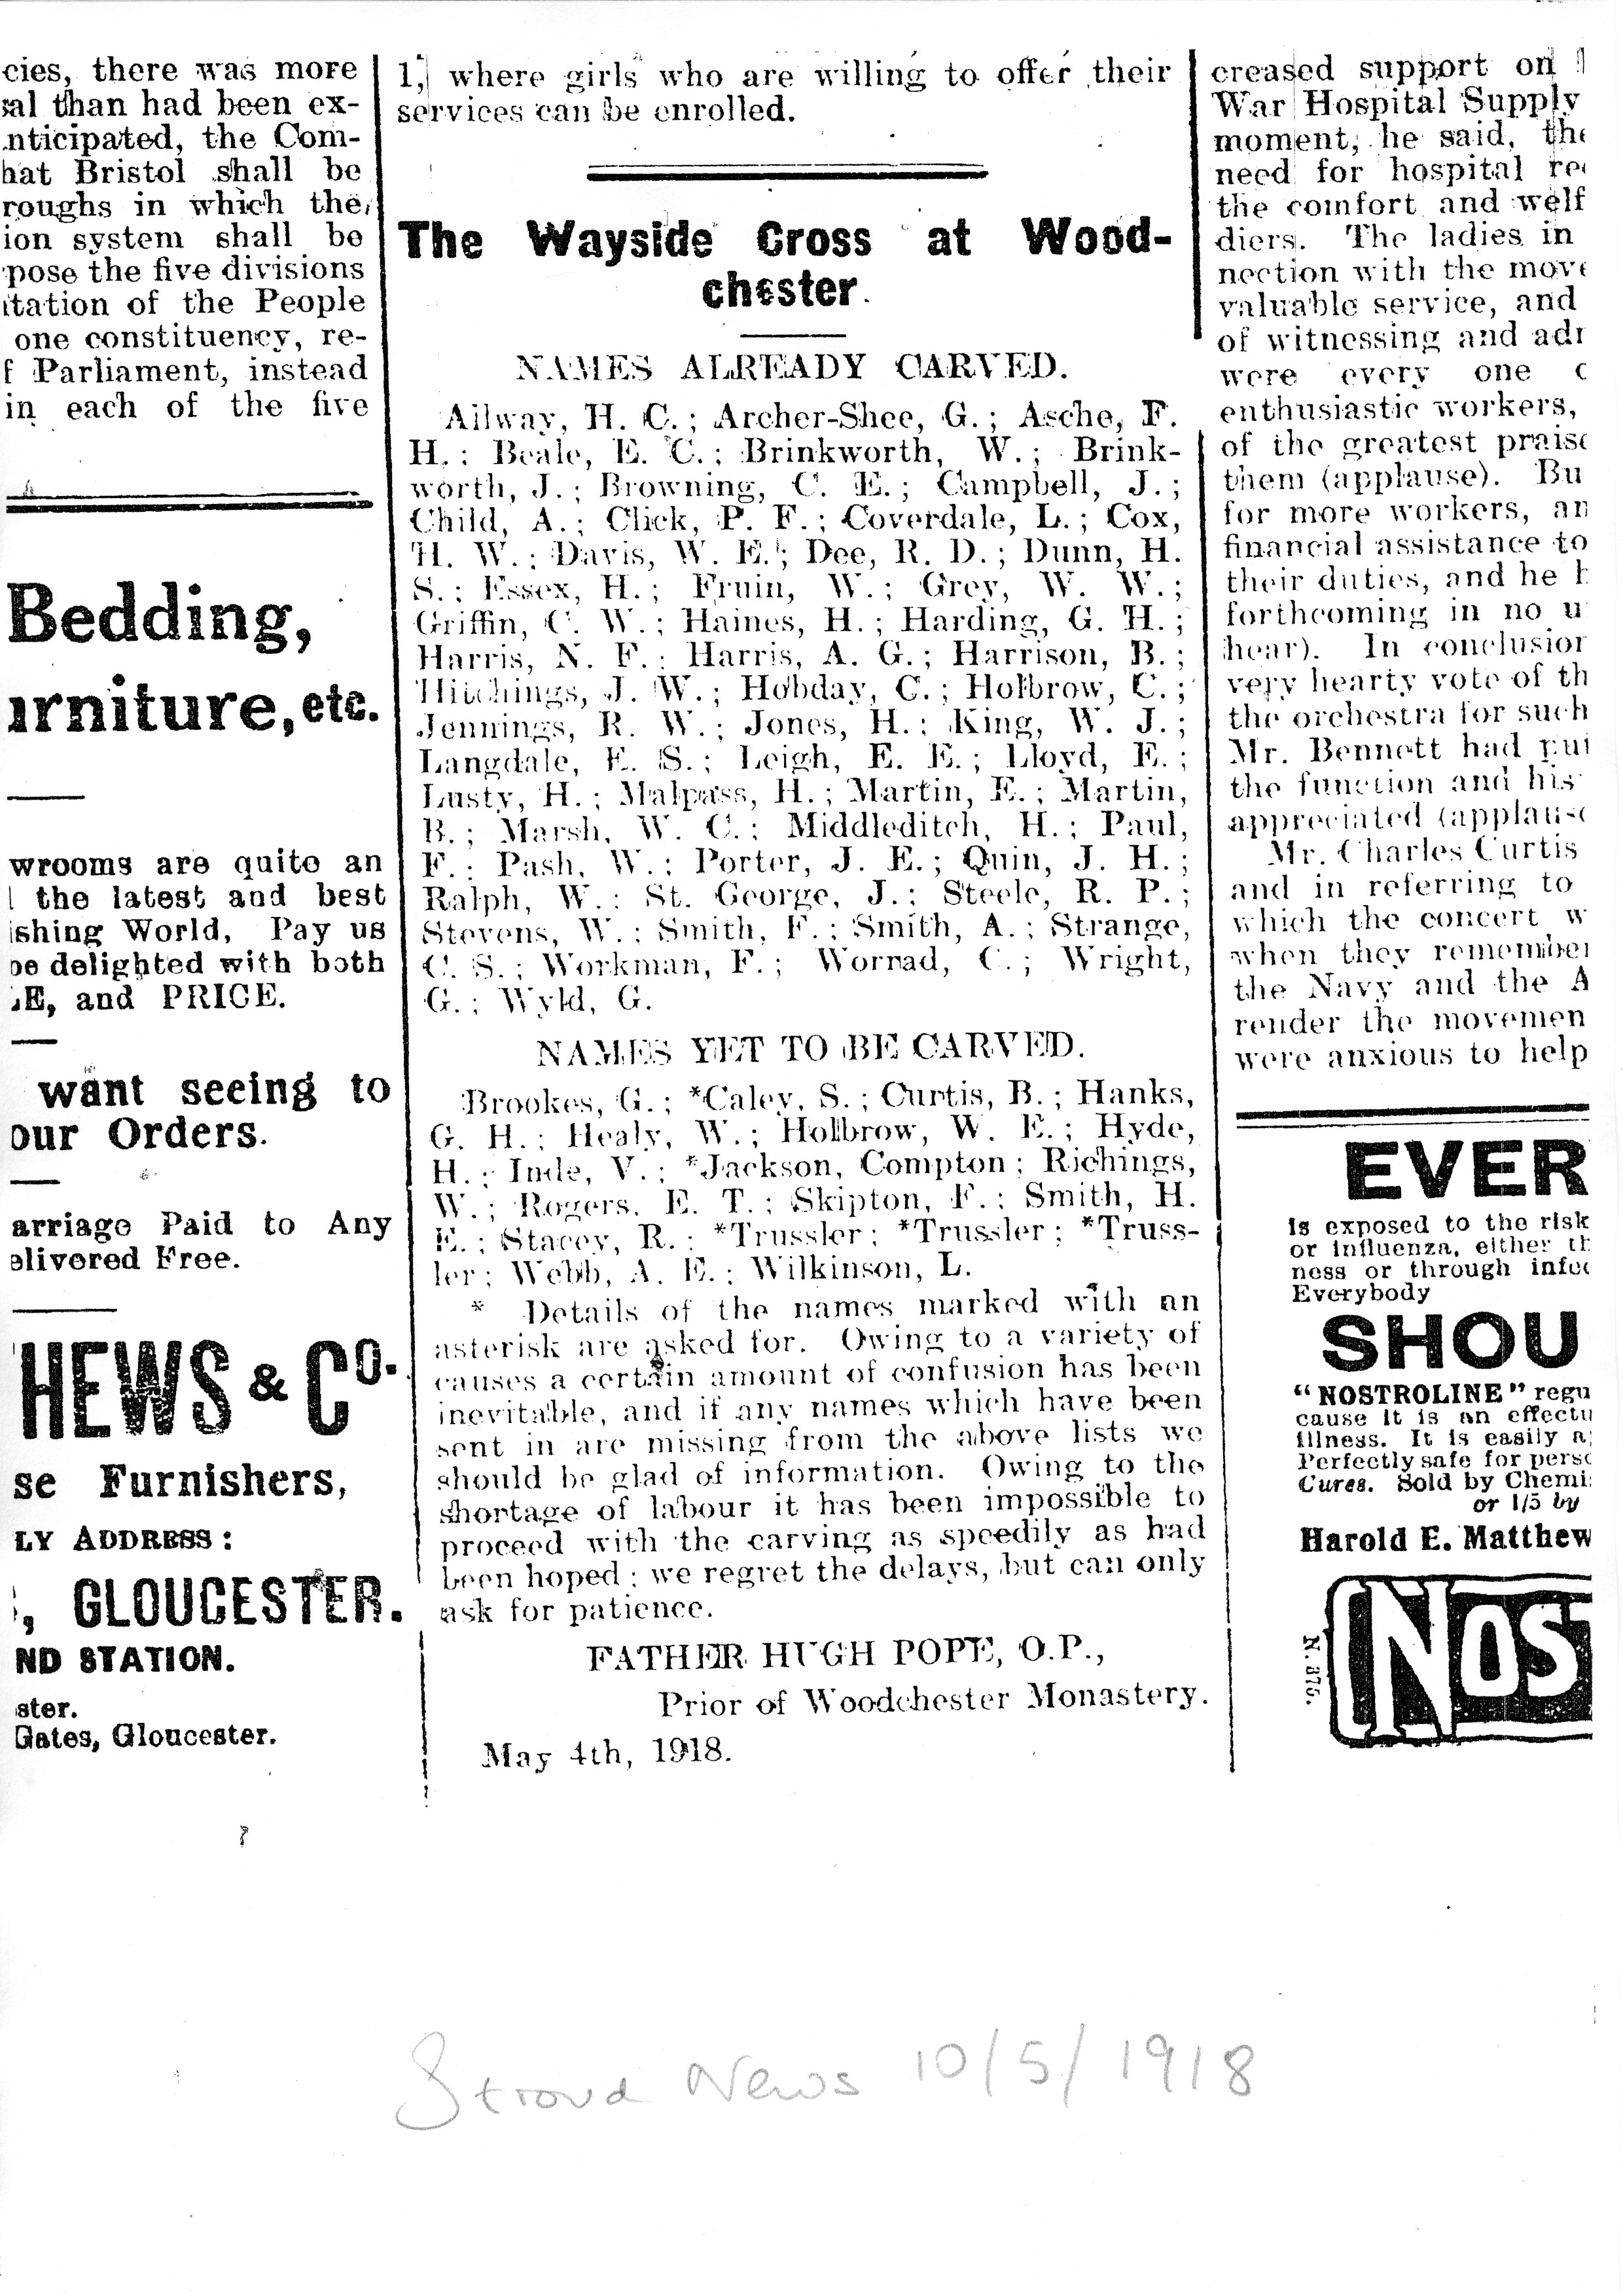 cies, there was more
al than had been ex-
nticipated, the Com-
hat Bristol shall be
roughs in which the
ion system shall be
pose the five divisions
tation of the People
one constituency, re-
f Parliament, instead
in each of the five
Bedding,
urniture, etc.
wrooms are quite an
the latest and best
ishing World, Pay us
be delighted with both
E, and PRICE.
want seeing to
our Orders.
arriage Paid to Any
elivered Free.
HEWS & CO.
se Furnishers,
LY ADDRESS:
, GLOUCESTER.
ND STATION.
ster.
Gates, Gloucester.
1, where girls who are willing to offer their
services can be enrolled.
The Wayside Cross at Wood-
chester.
NAMES ALREADY CARVED.
Allway, H. C.; Archer-Shee, G.; Asche, F.
H.; Beale, E. C.; Brinkworth, W.; Brink-
worth, J.; Browning, C. E.; Campbell, J.;
Child, A.; Click, P. F.; Coverdale, L.; Cox,
H. W.; Davis, W. E.; Dee, R. D.; Dunn, H.
S.; Essex, H.; Fruin, W.; Grey, W. W.;
Griffin, C. W.; Haines, H.; Harding, G. H.;
Harris, N. F.; Harris, A. G.; Harrison, B.;
Hitchings, J. W.; Hobday, C.; Holbrow, C.;
Jennings, R. W.; Jones, H.; King, W. J.;
Langdale, E. S.; Leigh, E. E.; Lloyd, E.;
Lusty, H.; Malpass, H.; Martin, E.; Martin,
B.; Marsh, W. C.; Middleditch, H.; Paul,
F.; Pash, W.; Porter, J. E.; Quin, J. H.;
Ralph, W.; St. George, J.; Steele, R. P.;
Stevens, W.; Smith, F.; Smith, A.; Strange,
C. S.; Workman, F.; Worrad, C.; Wright,
G.; Wyld, G.
NAMES YET TO BE CARVED.
Brookes, G.; *Caley, S.; Curtis, B.; Hanks,
G. H.; Healy, W.; Holbrow, W. E.; Hyde,
H.; Inde, V.; *Jackson, Compton; Richings,
W.; Rogers, E. T.; Skipton, F.; Smith, H.
E.; Stacey, R.; *Trussler; *Trussler; *Truss-
ler; Webb, A. E.; Wilkinson, L.
* Details of the names marked with an
asterisk are asked for. Owing to a variety of
causes a certain amount of confusion has been
inevitable, and if any names which have been
sent in are missing from the above lists we
should be glad of information. Owing to the
shortage of labour it has been impossible to
proceed with the carving as speedily as had
been hoped; we regret the delays, but can only
ask for patience.
FATHER HUGH POPE, O.P.,
Prior of Woodchester Monastery.
May 4th, 1918.
creased support on
War Hospital Supply
moment, he said, the
need for hospital re
the comfort and welf
diers. The ladies in
nection with the move
valuable service, and
of witnessing and adr
were every one
enthusiastic workers,
of the greatest praise
them (applause). Bu
for more workers, an
financial assistance to
their duties, and he h
forthcoming in no u
hear). In conclusion
very hearty vote of th
the orchestra for such
Mr. Bennett had put
the function and his
appreciated (applause
Mr. Charles Curtis
and in referring to
which the concert w
when they remember
the Navy and the A
render the movemen
were anxious to help
EVER
is exposed to the risk
or influenza, either th
ness or through infec
Everybody
SHOU
"NOSTROLINE" regu
cause it is an effectu
illness. It is easily a
Perfectly safe for perso
Cures. Sold by Chemi
or 1/5 by
Harold E. Matthew
NOS
N. 375.
Stroud News 10/5/1918